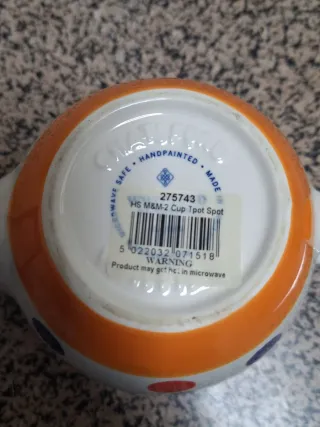 WAVE SAFE • HANDPAINTED • MADE
275743
HS M&M-2 Cup Tpot Spot
5 022032 071518
WARNING
Product may get hot in microwave